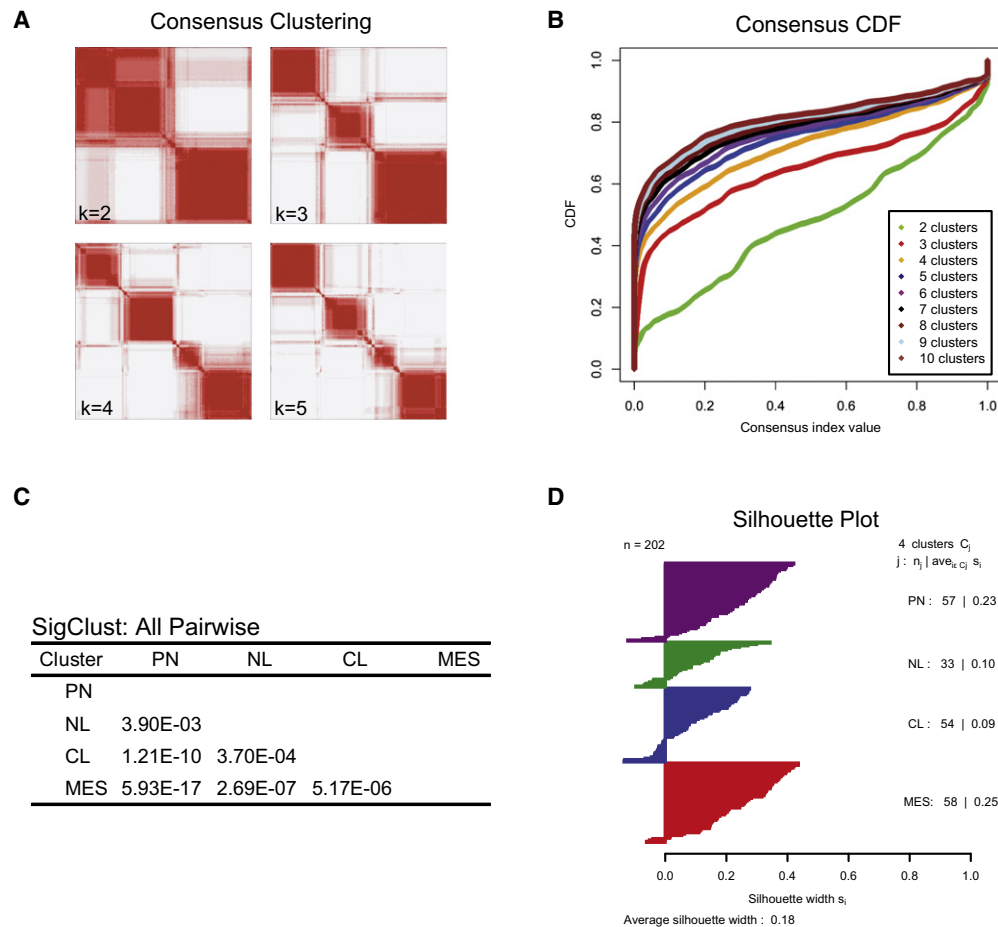 A
Consensus Clustering
k=2
k=3
k=4
k=5
B
Consensus CDF
CDF
1.0
0.8
0.6
0.4
0.2
0.0
2 clusters
3 clusters
4 clusters
5 clusters
6 clusters
7 clusters
8 clusters
9 clusters
10 clusters
0.0 0.2 0.4 0.6 0.8 1.0
Consensus index value
C
SigClust: All Pairwise
Cluster PN NL CL MES
PN
NL 3.90E-03
CL 1.21E-10 3.70E-04
MES 5.93E-17 2.69E-07 5.17E-06
D
Silhouette Plot
n = 202
4 clusters Cj
j : nj | aveiε Cj si
PN : 57 | 0.23
NL : 33 | 0.10
CL : 54 | 0.09
MES: 58 | 0.25
0.0 0.2 0.4 0.6 0.8 1.0
Silhouette width si
Average silhouette width : 0.18